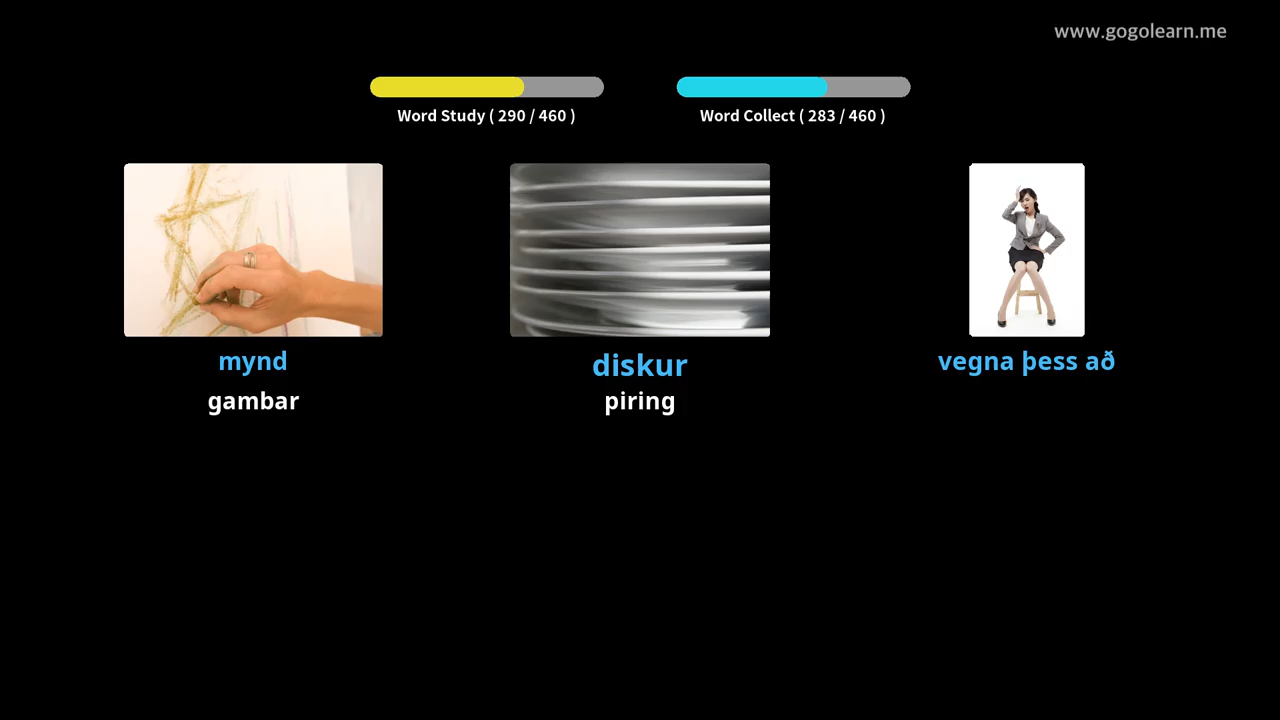 www.gogolearn.me
Word Study ( 290 / 460 )
Word Collect ( 283 / 460 )
mynd
gambar
diskur
piring
vegna þess að